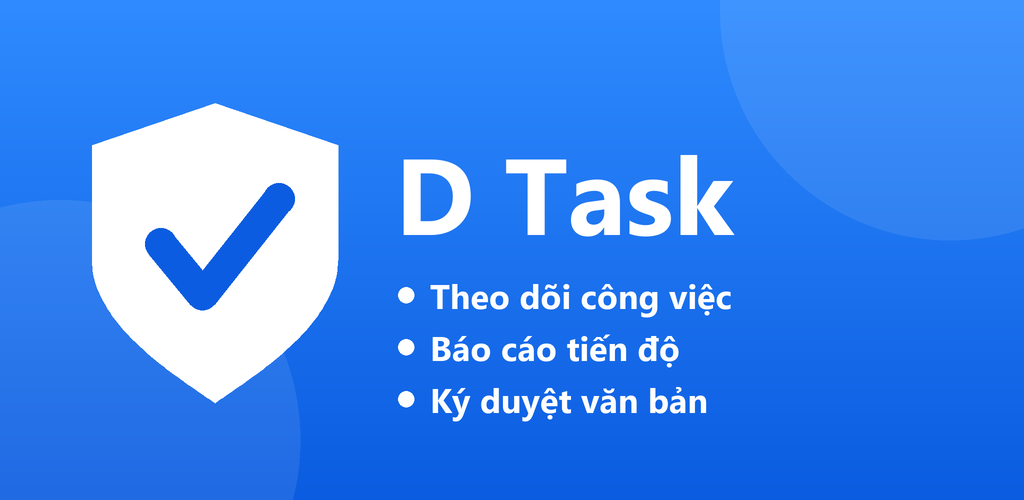 D Task
Theo dõi công việc
Báo cáo tiến độ
Ký duyệt văn bản